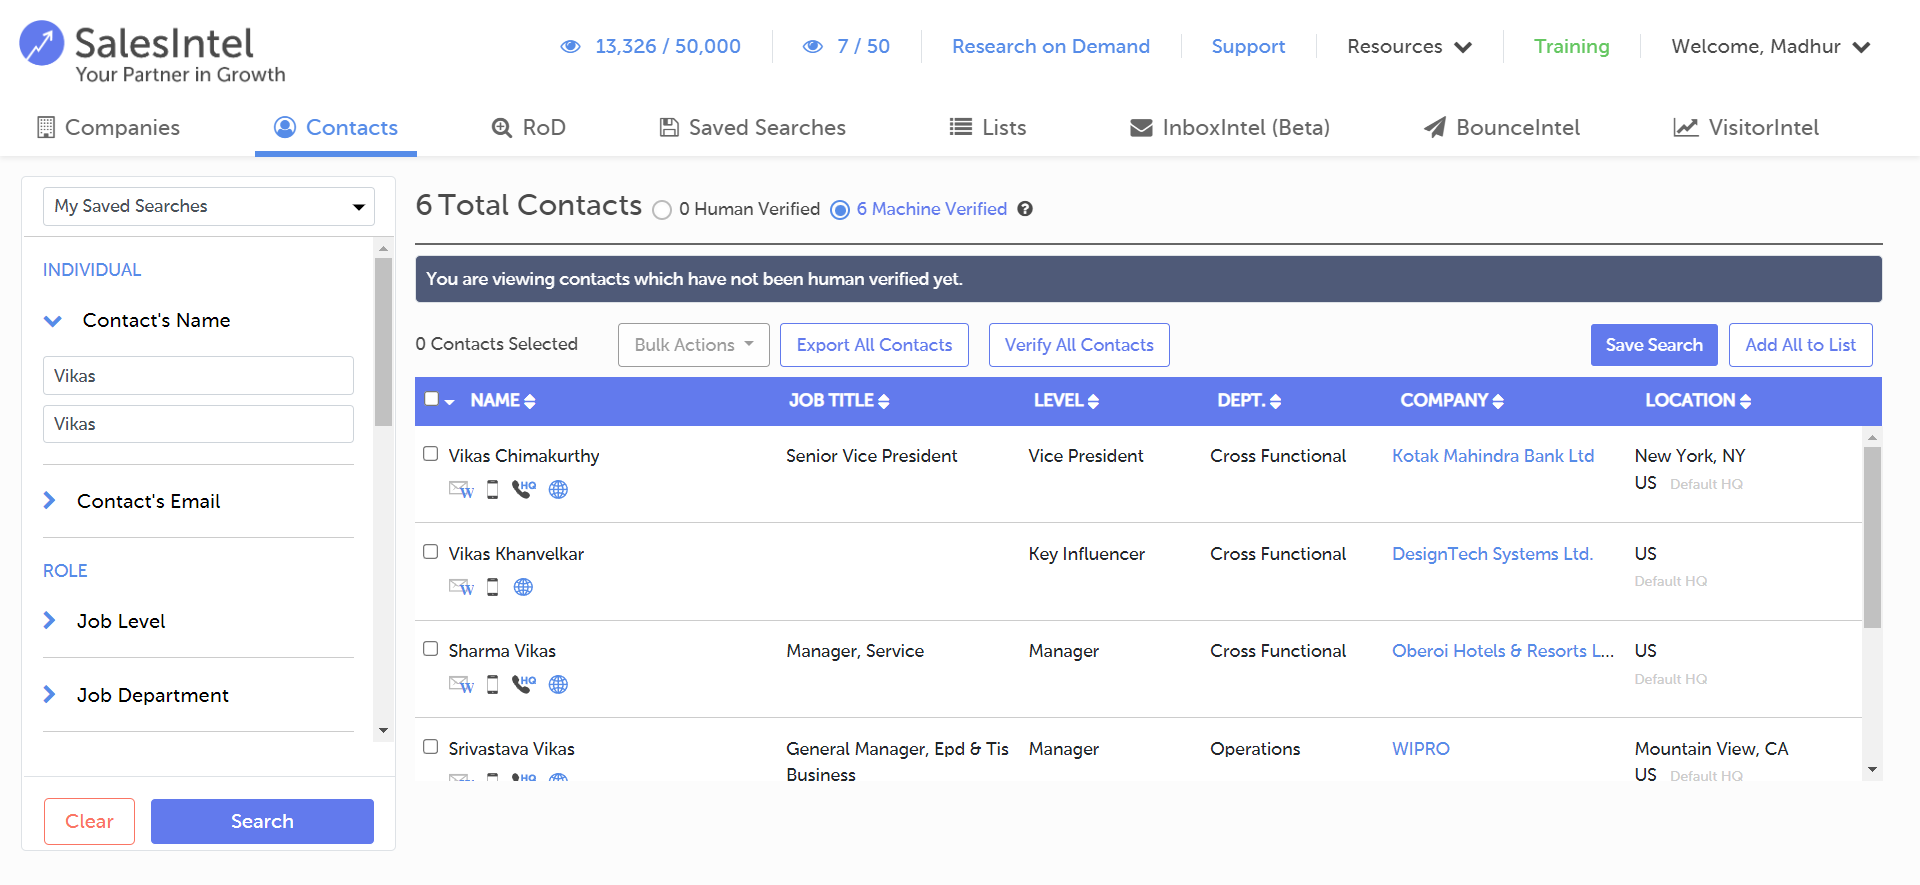 SalesIntel
Your Partner in Growth
13,326 / 50,000
7 / 50
Research on Demand
Support
Resources
Training
Welcome, Madhur
Companies
Contacts
RoD
Saved Searches
Lists
InboxIntel (Beta)
BounceIntel
VisitorIntel
My Saved Searches
INDIVIDUAL
Contact's Name
Vikas
Vikas
Contact's Email
ROLE
Job Level
Job Department
Clear
Search
6 Total Contacts
0 Human Verified
6 Machine Verified
You are viewing contacts which have not been human verified yet.
0 Contacts Selected
Bulk Actions
Export All Contacts
Verify All Contacts
Save Search
Add All to List
NAME JOB TITLE LEVEL DEPT. COMPANY LOCATION
Vikas Chimakurthy Senior Vice President Vice President Cross Functional Kotak Mahindra Bank Ltd New York, NY
W HQ US Default HQ
Vikas Khanvelkar Key Influencer Cross Functional DesignTech Systems Ltd. US
W Default HQ
Sharma Vikas Manager, Service Manager Cross Functional Oberoi Hotels & Resorts L... US
W HQ Default HQ
Srivastava Vikas General Manager, Epd & Tis Manager Operations WIPRO Mountain View, CA
HQ Business US Default HQ